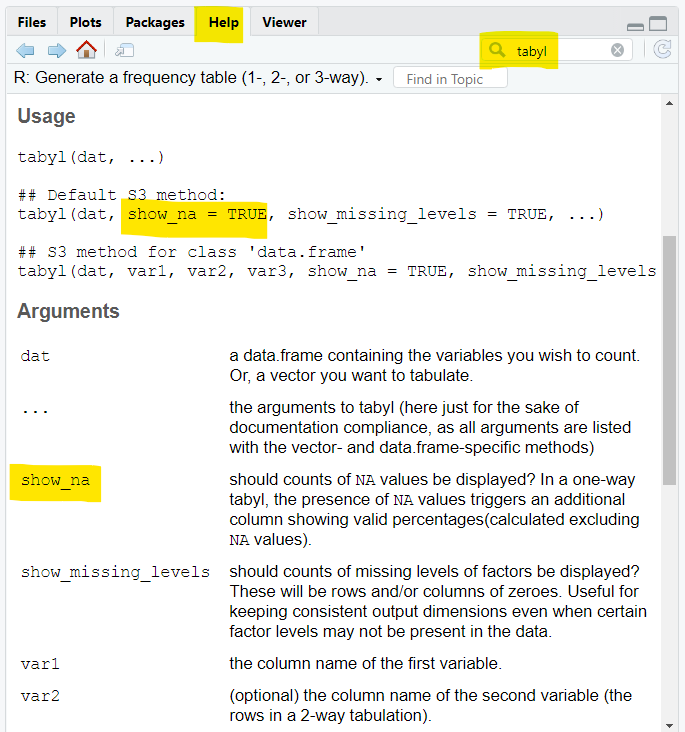 Files Plots Packages Help Viewer
tabyl
R: Generate a frequency table (1-, 2-, or 3-way). Find in Topic
Usage
tabyl(dat, ...)
## Default S3 method:
tabyl(dat, show_na = TRUE, show_missing_levels = TRUE, ...)
## S3 method for class 'data.frame'
tabyl(dat, var1, var2, var3, show_na = TRUE, show_missing_levels
Arguments
dat a data.frame containing the variables you wish to count.
Or, a vector you want to tabulate.
... the arguments to tabyl (here just for the sake of
documentation compliance, as all arguments are listed
with the vector- and data.frame-specific methods)
show_na should counts of NA values be displayed? In a one-way
tabyl, the presence of NA values triggers an additional
column showing valid percentages(calculated excluding
NA values).
show_missing_levels should counts of missing levels of factors be displayed?
These will be rows and/or columns of zeroes. Useful for
keeping consistent output dimensions even when certain
factor levels may not be present in the data.
var1 the column name of the first variable.
var2 (optional) the column name of the second variable (the
rows in a 2-way tabulation).